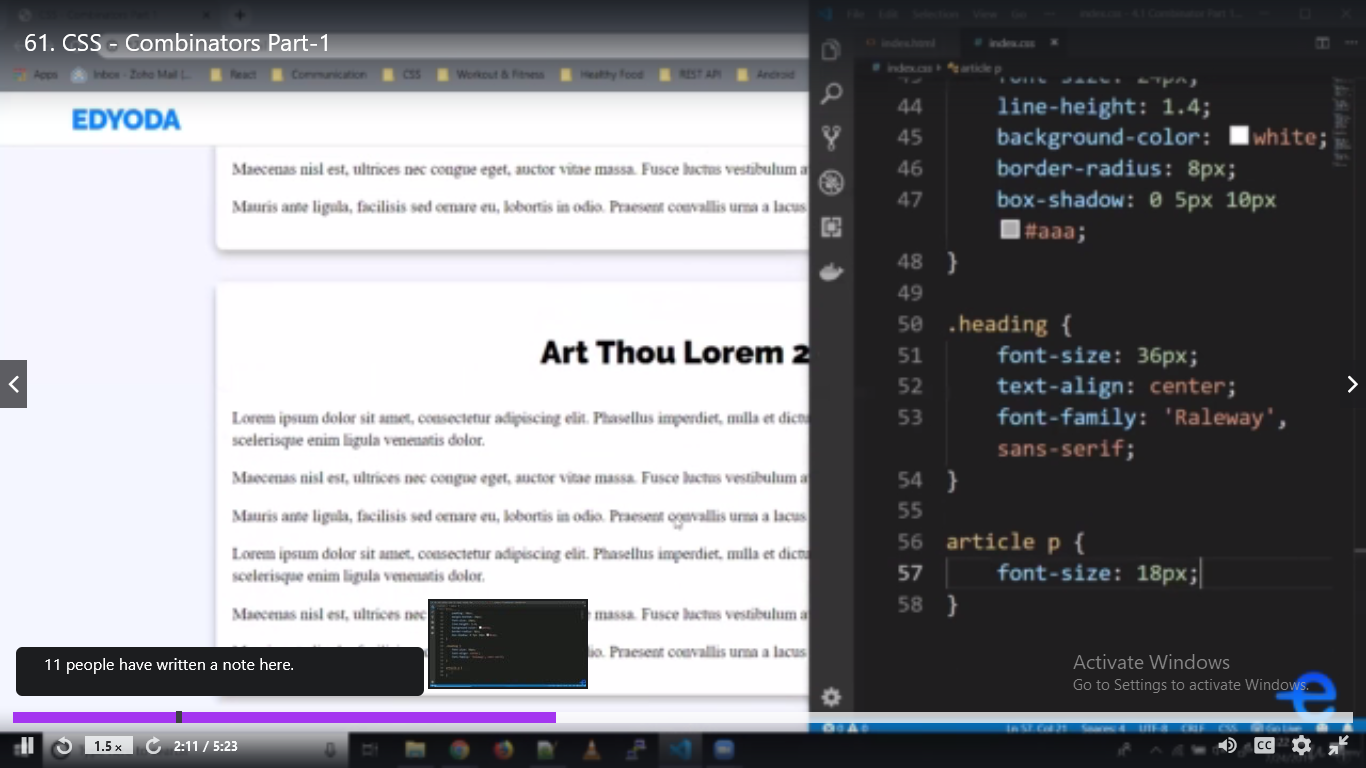 61. CSS - Combinators Part-1
File Edit Selection View Go
index.html
index.css
Apps
Inbox - Zoho Mail (...
React
Communication
CSS
Workout & Fitness
Healthy Food
REST API
Android
index.css
article p
EDYODA
Maecenas nisl est, ultrices nec congue eget, auctor vitae massa. Fusce luctus vestibulum a
Mauris ante ligula, facilisis sed ornare eu, lobortis in odio. Praesent convallis urna a lacus
Art Thou Lorem 2
Lorem ipsum dolor sit amet, consectetur adipiscing elit. Phasellus imperdiet, nulla et dictu
scelerisque enim ligula venenatis dolor.
Maecenas nisl est, ultrices nec congue eget, auctor vitae massa. Fusce luctus vestibulum a
Mauris ante ligula, facilisis sed ornare eu, lobortis in odio. Praesent convallis urna a lacus
Lorem ipsum dolor sit amet, consectetur adipiscing elit. Phasellus imperdiet, nulla et dictu
scelerisque enim ligula venenatis dolor.
Maecenas nisl est, ultrices nec massa. Fusce luctus vestibulum a
io. Praesent convallis urna a lacus
font-size: 24px;
44 line-height: 1.4;
45 background-color: white;
46 border-radius: 8px;
47 box-shadow: 0 5px 10px
#aaa;
48 }
49
50 .heading {
51 font-size: 36px;
52 text-align: center;
53 font-family: 'Raleway',
sans-serif;
54 }
55
56 article p {
57 font-size: 18px;
58 }
11 people have written a note here.
Activate Windows
Go to Settings to activate Windows.
Ln 57, Col 21 Spaces: 4 UTF-8 CRLF CSS Go Live
1.5 x
2:11 / 5:23
CC